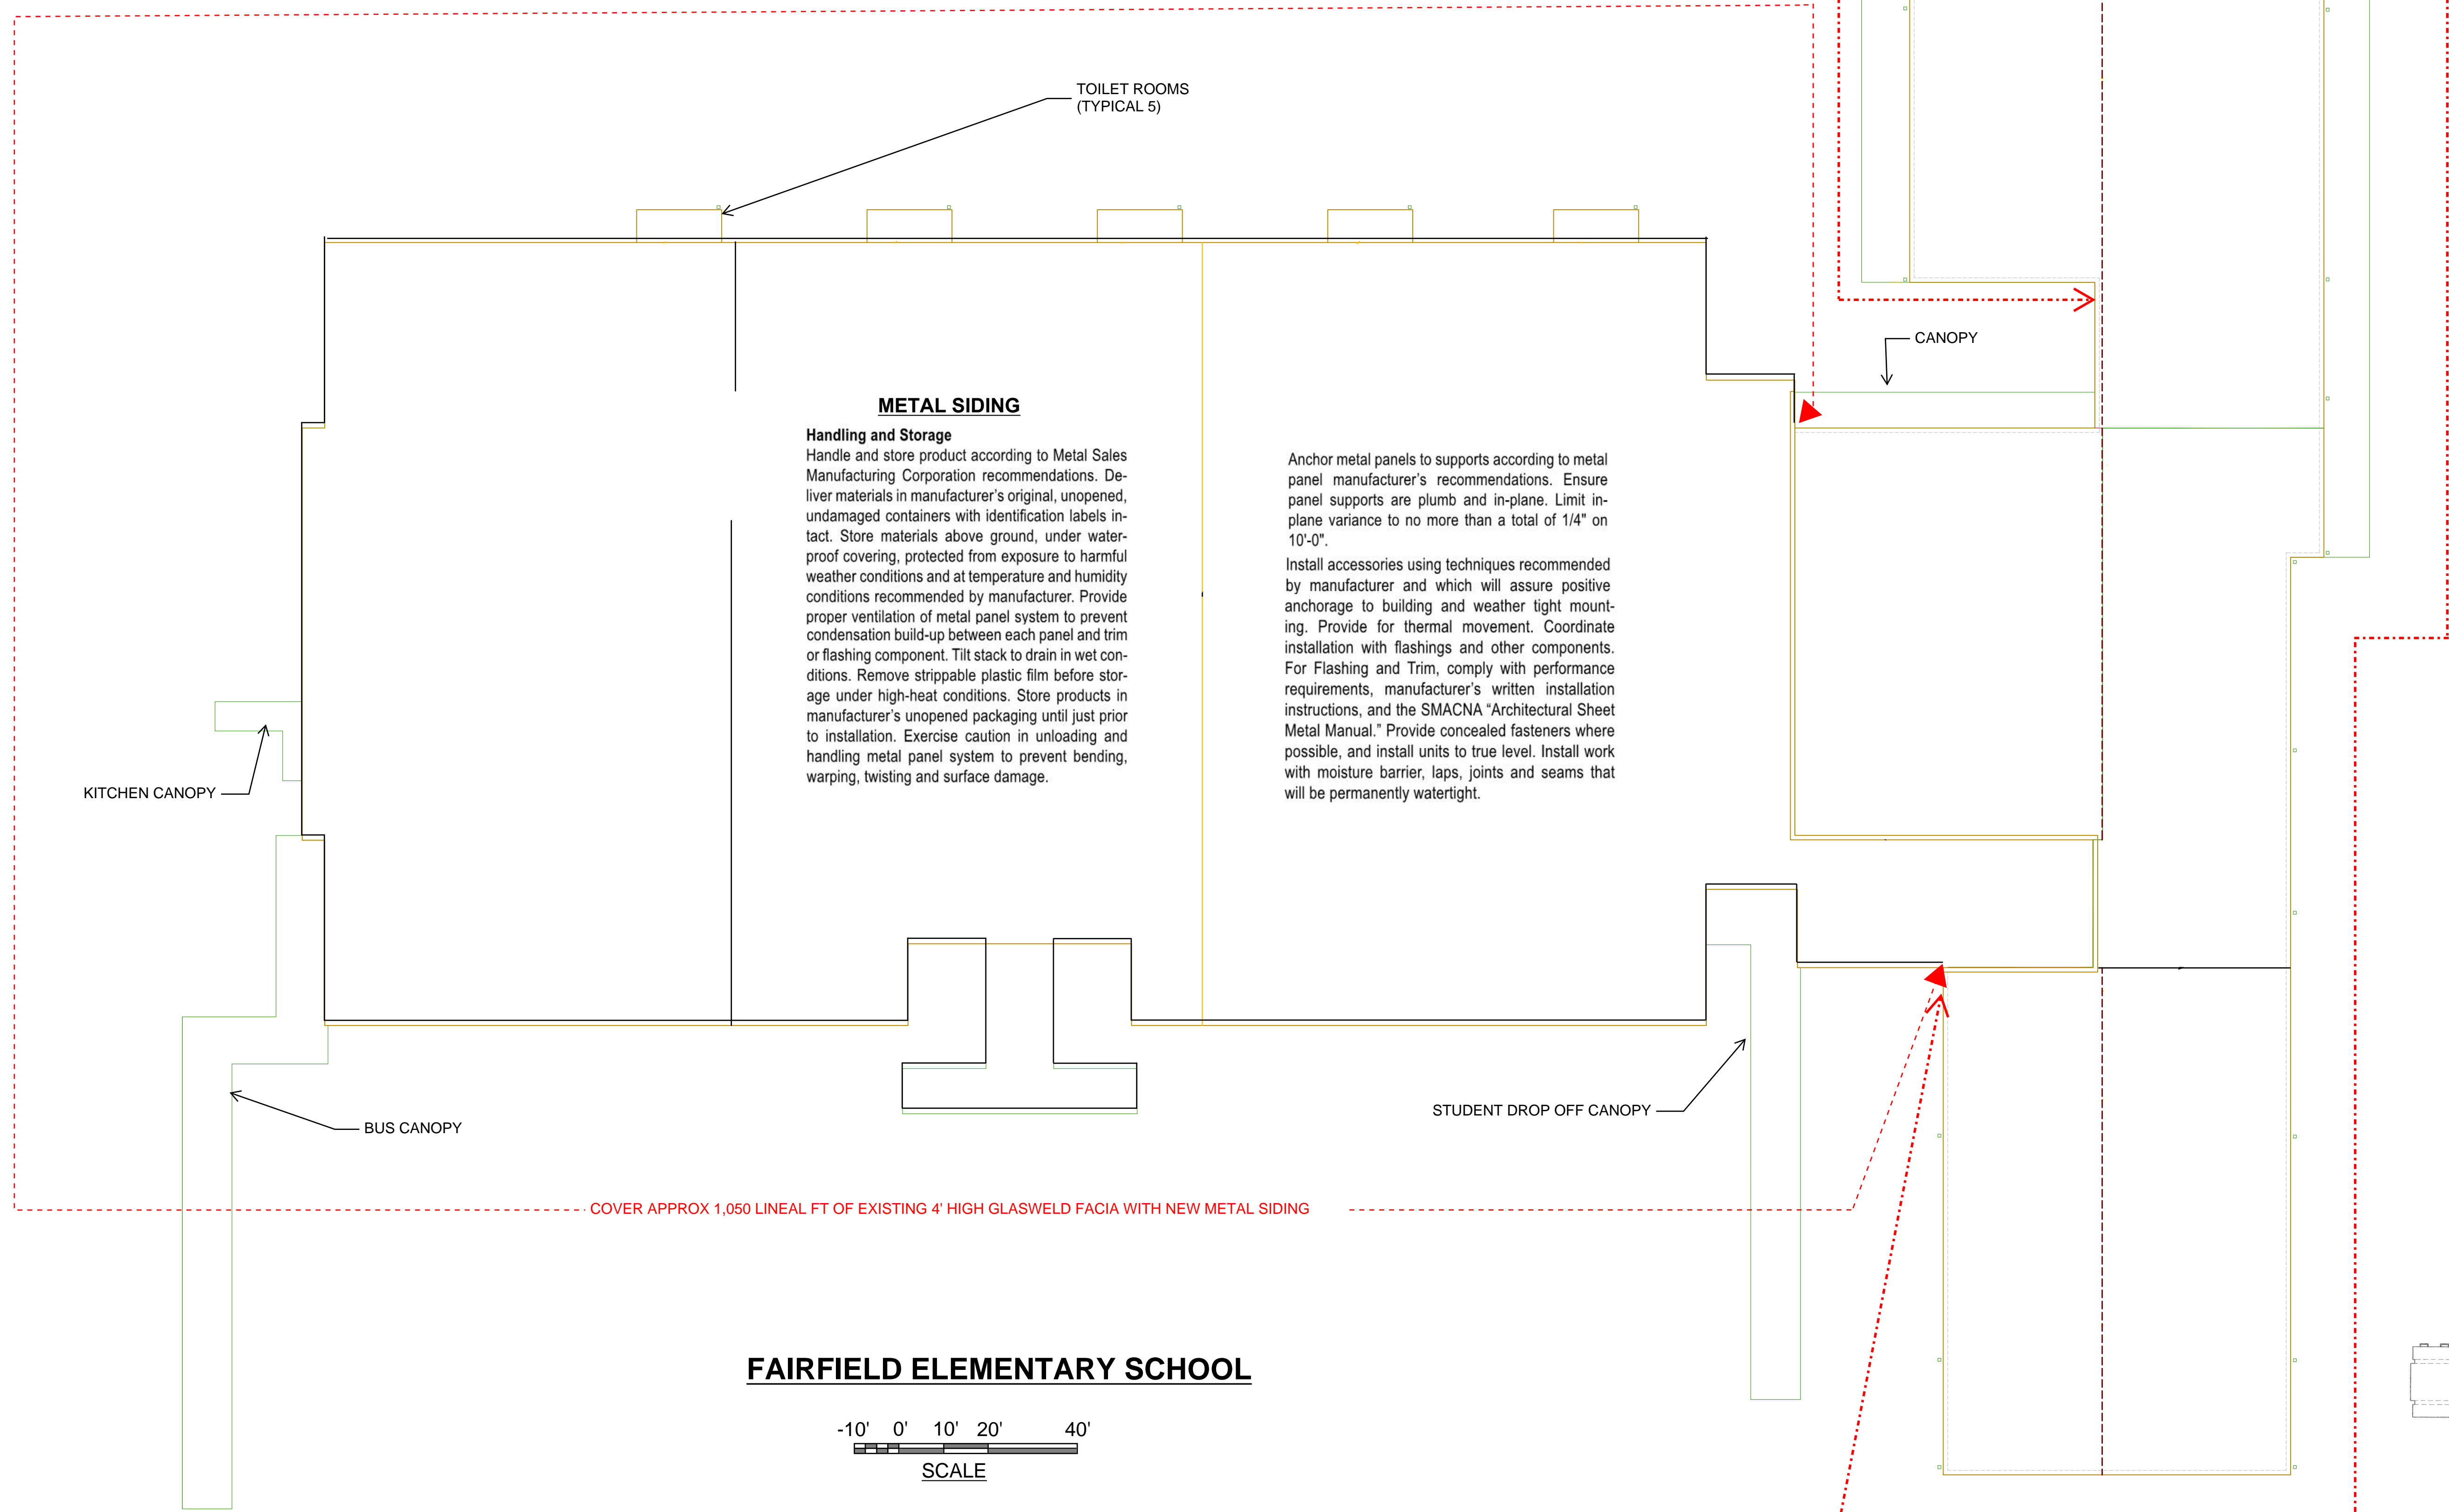 TOILET ROOMS
(TYPICAL 5)
CANOPY
METAL SIDING
Handling and Storage
Handle and store product according to Metal Sales
Manufacturing Corporation recommendations. De-
liver materials in manufacturer's original, unopened,
undamaged containers with identification labels in-
tact. Store materials above ground, under water-
proof covering, protected from exposure to harmful
weather conditions and at temperature and humidity
conditions recommended by manufacturer. Provide
proper ventilation of metal panel system to prevent
condensation build-up between each panel and trim
or flashing component. Tilt stack to drain in wet con-
ditions. Remove strippable plastic film before stor-
age under high-heat conditions. Store products in
manufacturer's unopened packaging until just prior
to installation. Exercise caution in unloading and
handling metal panel system to prevent bending,
warping, twisting and surface damage.
Anchor metal panels to supports according to metal
panel manufacturer's recommendations. Ensure
panel supports are plumb and in-plane. Limit in-
plane variance to no more than a total of 1/4" on
10'-0".
Install accessories using techniques recommended
by manufacturer and which will assure positive
anchorage to building and weather tight mount-
ing. Provide for thermal movement. Coordinate
installation with flashings and other components.
For Flashing and Trim, comply with performance
requirements, manufacturer's written installation
instructions, and the SMACNA “Architectural Sheet
Metal Manual.” Provide concealed fasteners where
possible, and install units to true level. Install work
with moisture barrier, laps, joints and seams that
will be permanently watertight.
KITCHEN CANOPY
BUS CANOPY
STUDENT DROP OFF CANOPY
COVER APPROX 1,050 LINEAL FT OF EXISTING 4' HIGH GLASWELD FACIA WITH NEW METAL SIDING
FAIRFIELD ELEMENTARY SCHOOL
-10' 0' 10' 20' 40'
SCALE